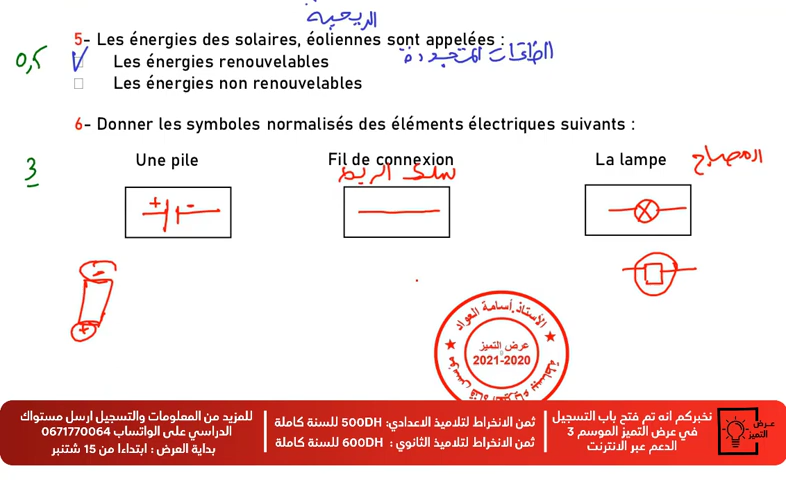 الريحية
5- Les énergies des solaires, éoliennes sont appelées :
0,5
Les énergies renouvelables
الطاقات المتجددة
Les énergies non renouvelables
6- Donner les symboles normalisés des éléments électriques suivants :
3
Une pile
Fil de connexion
La lampe
المصباح
سلك الربط
+ -
-
+
الأستاذ أسامة العواد
عرض التميز
2021-2020
نخبركم انه تم فتح باب التسجيل
في عرض التميز الموسم 3
الدعم عبر الانترنت
ثمن الانخراط لتلاميذ الاعدادي: 500DH للسنة كاملة
ثمن الانخراط لتلاميذ الثانوي : 600DH للسنة كاملة
للمزيد من المعلومات والتسجيل ارسل مستواك
الدراسي على الواتساب 0671770064
بداية العرض : ابتداءا من 15 شتنبر
عرض
التميز